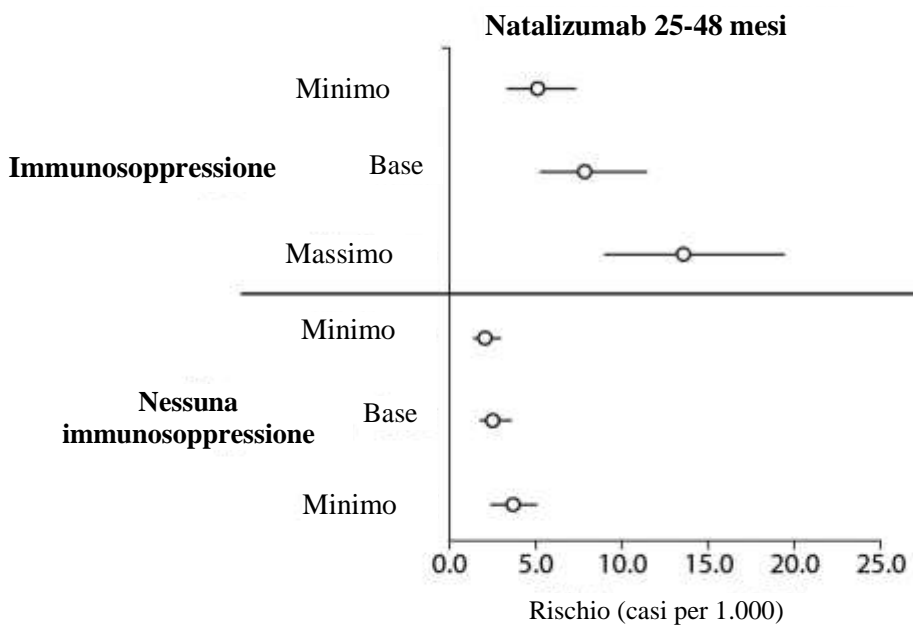 Natalizumab 25-48 mesi
Minimo
Immunosoppressione
Base
Massimo
Minimo
Nessuna
immunosoppressione
Base
Minimo
0.0 5.0 10.0 15.0 20.0 25.0
Rischio (casi per 1.000)